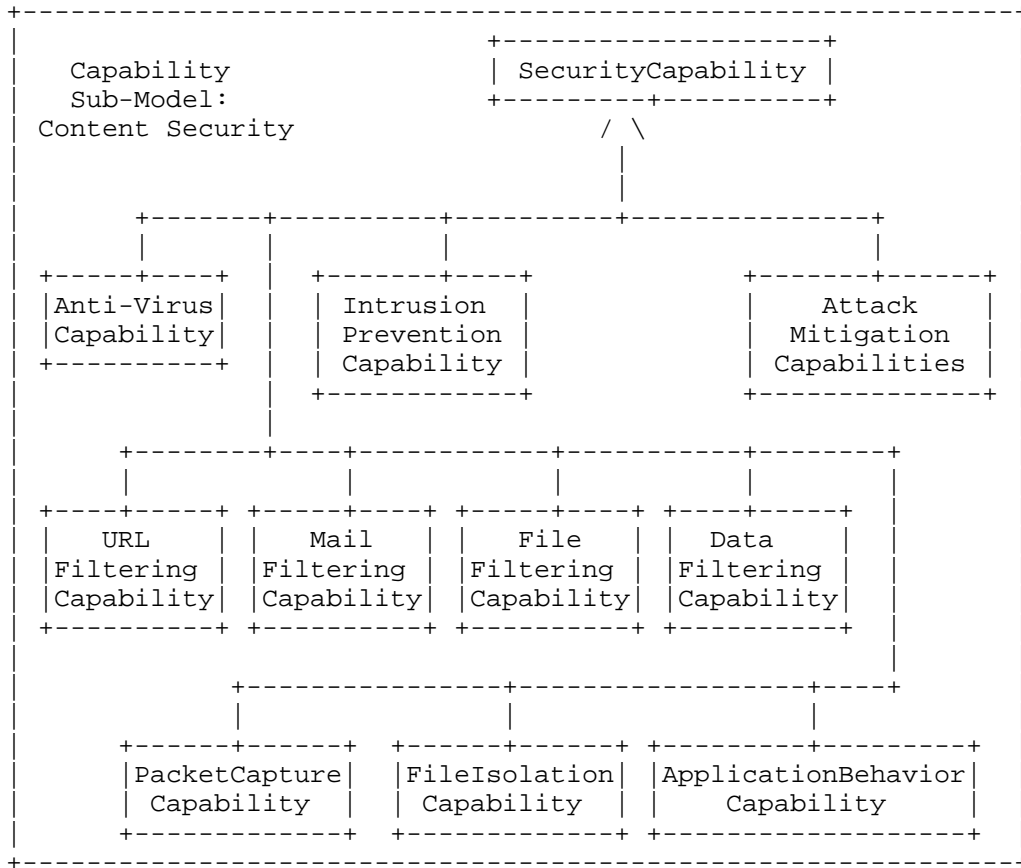 SecurityCapability
Capability
Sub-Model:
Content Security
Anti-Virus
Capability
Intrusion
Prevention
Capability
Attack
Mitigation
Capabilities
URL
Filtering
Capability
Mail
Filtering
Capability
File
Filtering
Capability
Data
Filtering
Capability
PacketCapture
Capability
FileIsolation
Capability
ApplicationBehavior
Capability